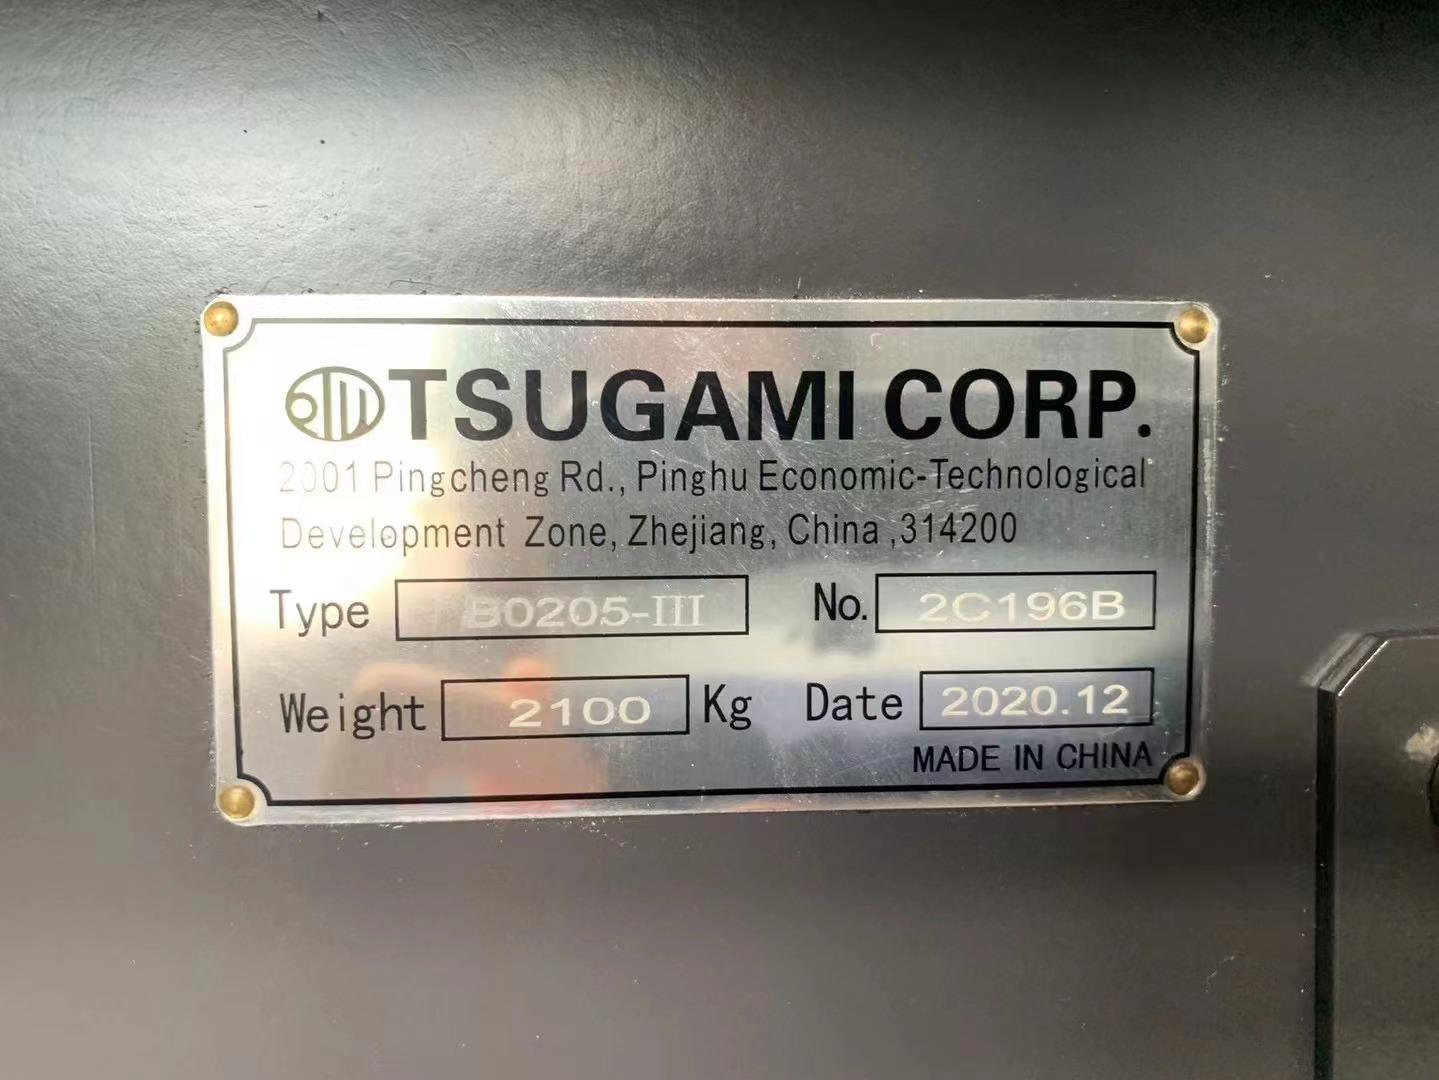 TSUGAMI CORP.
2001 Pingcheng Rd., Pinghu Economic-Technological
Development Zone, Zhejiang, China ,314200
Type B0205-III No. 2C196B
Weight 2100 Kg Date 2020.12
MADE IN CHINA